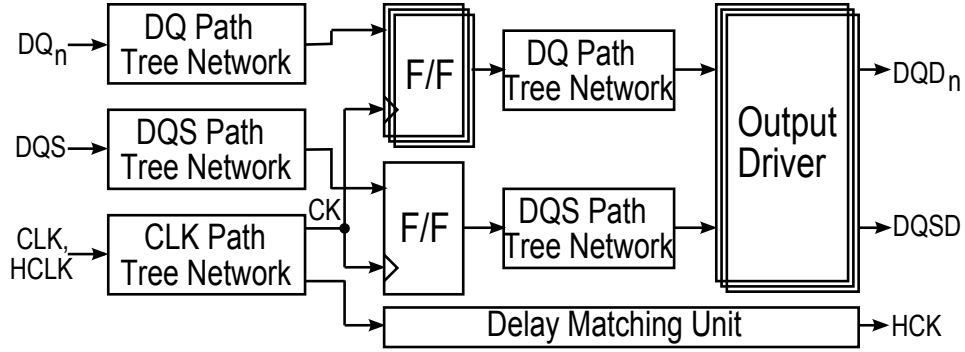 DQn
DQ Path
Tree Network
F/F
DQ Path
Tree Network
Output
Driver
DQDn
DQS
DQS Path
Tree Network
CK
F/F
DQS Path
Tree Network
DQSD
CLK,
HCLK
CLK Path
Tree Network
Delay Matching Unit
HCK